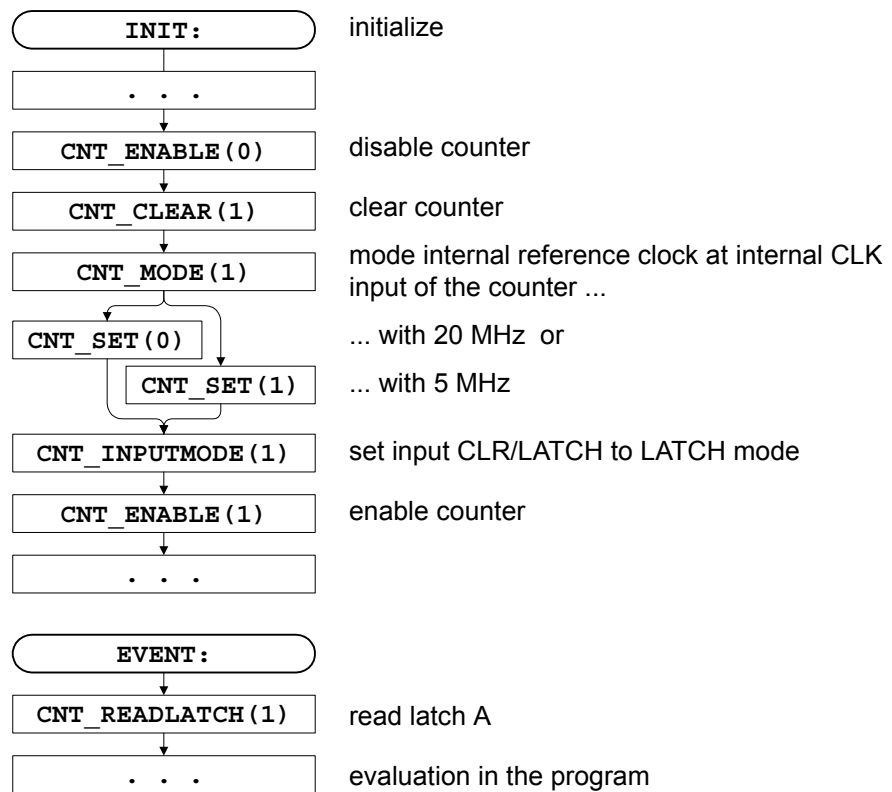 INIT: initialize
. . .
CNT_ENABLE(0) disable counter
CNT_CLEAR(1) clear counter
CNT_MODE(1) mode internal reference clock at internal CLK
input of the counter ...
CNT_SET(0) ... with 20 MHz or
CNT_SET(1) ... with 5 MHz
CNT_INPUTMODE(1) set input CLR/LATCH to LATCH mode
CNT_ENABLE(1) enable counter
. . .
EVENT:
CNT_READLATCH(1) read latch A
. . . evaluation in the program